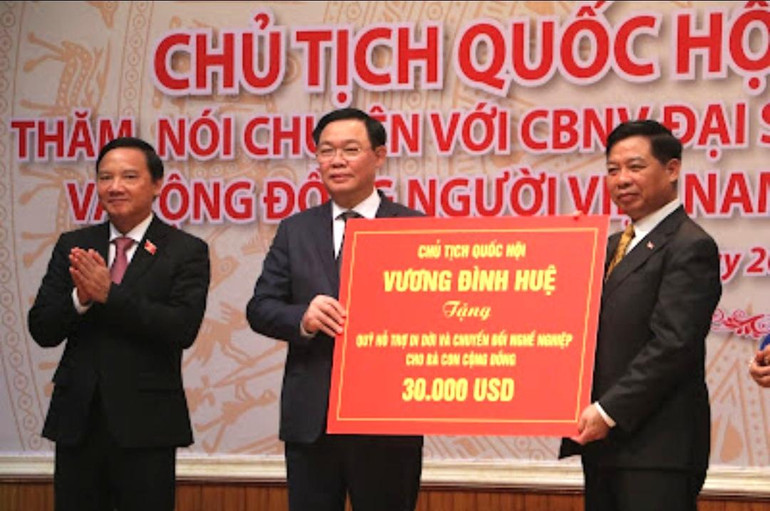 CHỦ TỊCH QUỐC HỘ
THĂM, NÓI CHUYỆN VỚI CBNV ĐẠI S
VÀ CỘNG ĐỒNG NGƯỜI VIỆ NAM
CHỦ TỊCH QUỐC HỘI
VƯƠNG ĐÌNH HUỆ
Tặng
QUỸ HỖ TRỢ DI DỜI VÀ CHUYỂN ĐỔI NGHỀ NGHIỆP
CHO BÀ CON CỘNG ĐỒNG
30.000 USD